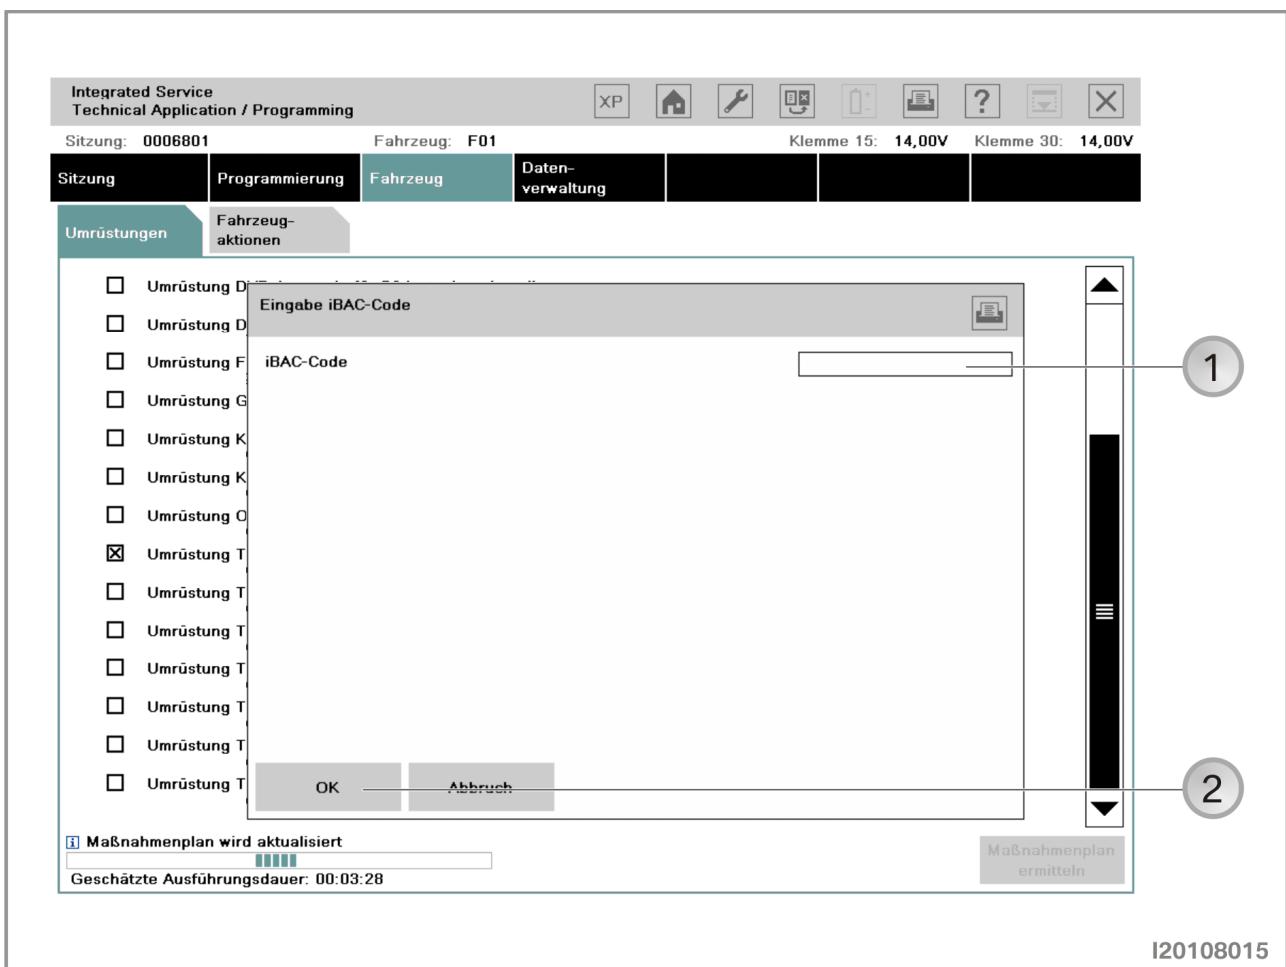 Integrated Service
Technical Application / Programming
XP
?
Sitzung: 0006801 Fahrzeug: F01 Klemme 15: 14,00V Klemme 30: 14,00V
Sitzung Programmierung Fahrzeug Daten-
verwaltung
Umrüstungen Fahrzeug-
aktionen
Umrüstung D
Umrüstung D
Umrüstung F
Umrüstung G
Umrüstung K
Umrüstung K
Umrüstung O
Umrüstung T
Umrüstung T
Umrüstung T
Umrüstung T
Umrüstung T
Umrüstung T
Umrüstung T
Eingabe iBAC-Code
iBAC-Code
1
OK Abbruch
2
i Maßnahmenplan wird aktualisiert
Geschätzte Ausführungsdauer: 00:03:28
Maßnahmenplan
ermitteln
I20108015